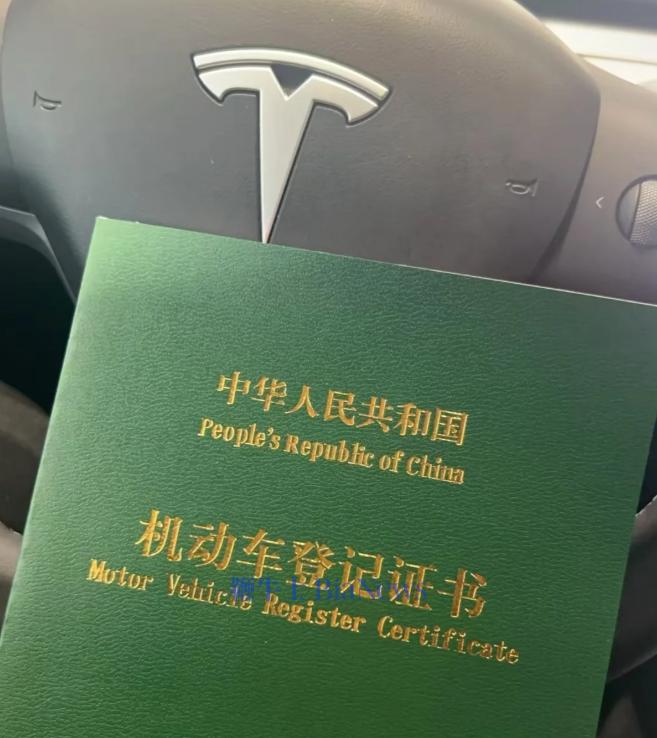 中华人民共和国
People's Republic of China
机动车登记证书
Motor Vehicle Register Certificate